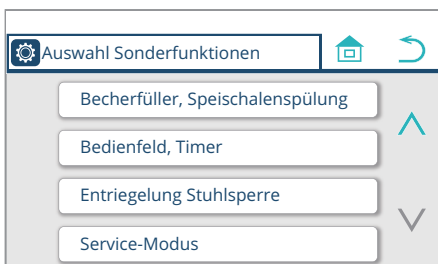 Auswahl Sonderfunktionen
Becherfüller, Speischalenspülung
Bedienfeld, Timer
Entriegelung Stuhlsperre
Service-Modus